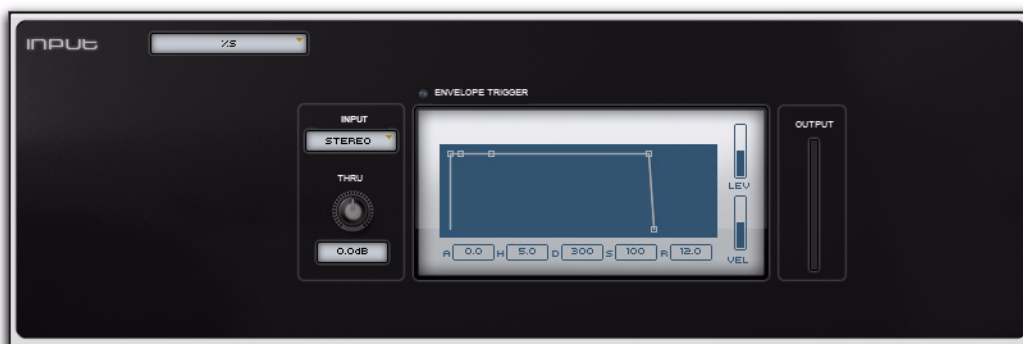 INPUT
%S
ENVELOPE TRIGGER
INPUT
STEREO
THRU
0.0dB
A 0.0 H 5.0 D 300 S 100 R 12.0
LEV
VEL
OUTPUT